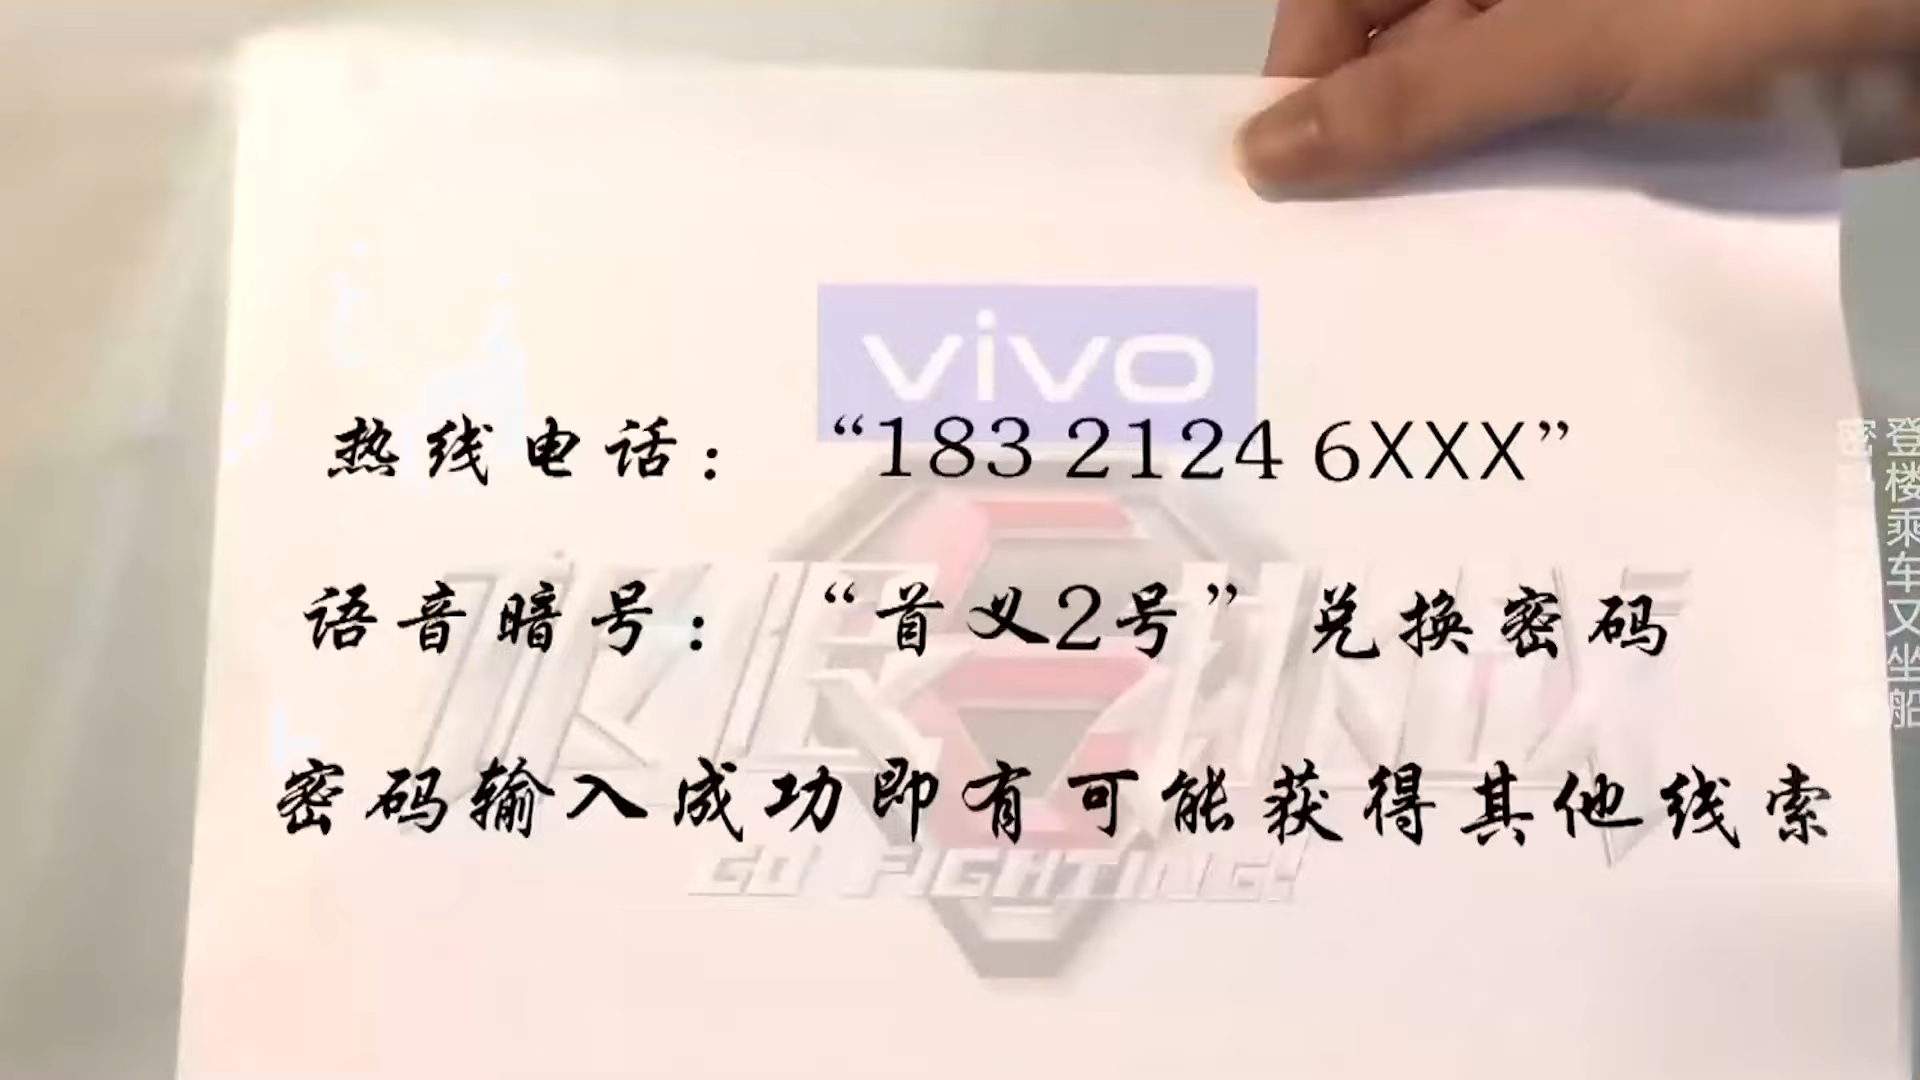 vivo
热线电话：“183 2124 6XXX”
语音暗号：“首义2号”兑换密码
密码输入成功即有可能获得其他线索
GO FIGHTING!
登楼乘车又坐船